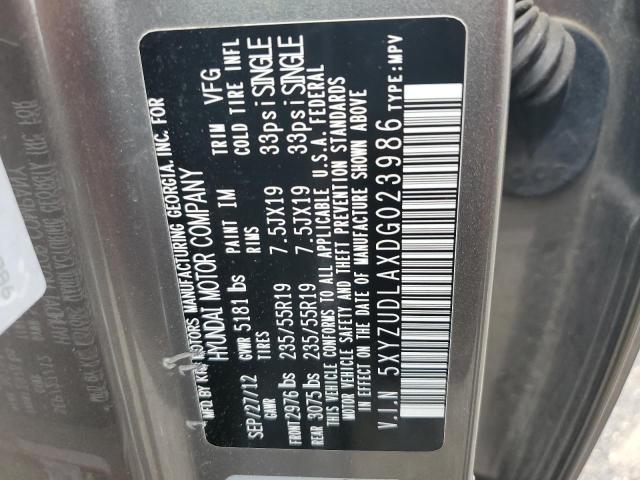 MFD.BY KIA MOTORS MANUFACTURING GEORGIA, INC. FOR
HYUNDAI MOTOR COMPANY
SEP/27/12 GVWR 5181 lbs PAINT IM TRIM VFG
GAWR TIRES RIMS COLD TIRE INFL
FRONT 2976 lbs 235/55R19 7.5JX19 33psi SINGLE
REAR 3075 lbs 235/55R19 7.5JX19 33psi SINGLE
THIS VEHICLE CONFORMS TO ALL APPLICABLE U.S.A. FEDERAL
MOTOR VEHICLE SAFETY AND THEFT PREVENTION STANDARDS
IN EFFECT ON THE DATE OF MANUFACTURE SHOWN ABOVE
V.I.N 5XYZUDLAXDG023986 TYPE:MPV